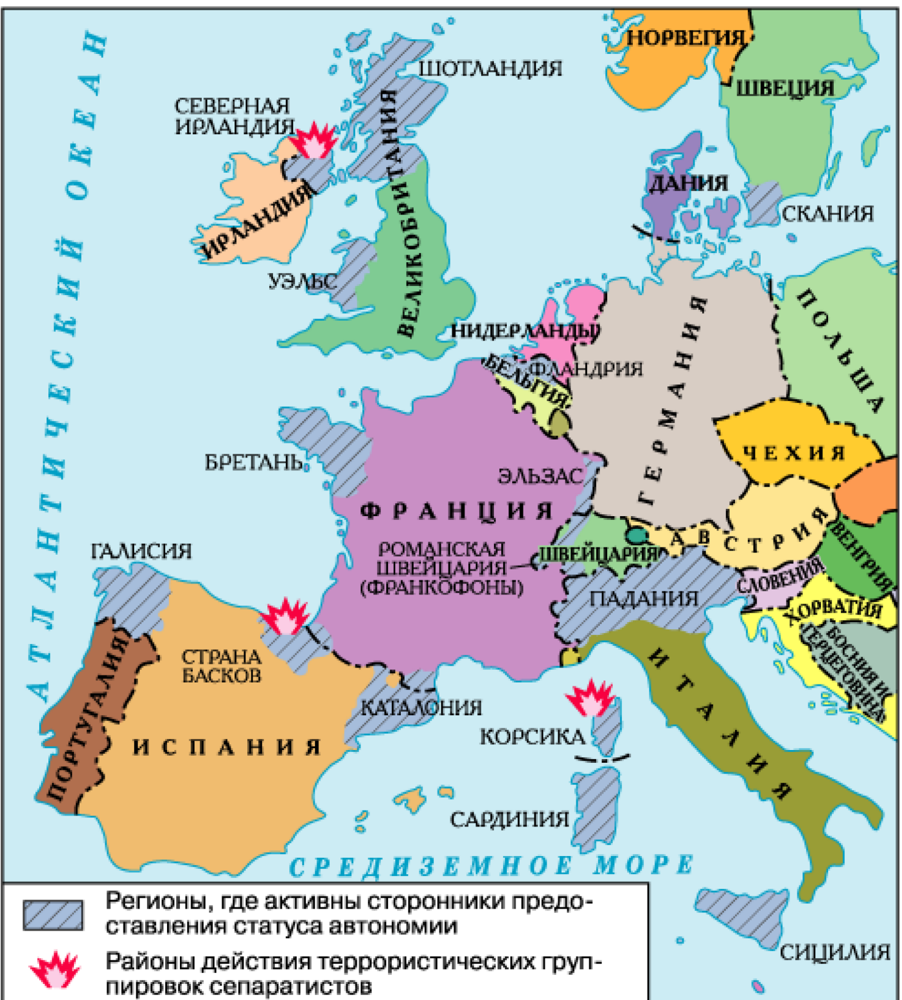 АТЛАНТИЧЕСКИЙ ОКЕАН
НОРВЕГИЯ
ШВЕЦИЯ
ШОТЛАНДИЯ
СЕВЕРНАЯ
ИРЛАНДИЯ
ВЕЛИКОБРИТАНИЯ
ИРЛАНДИЯ
ДАНИЯ
СКАНИЯ
УЭЛЬС
НИДЕРЛАНДЫ
ПОЛЬША
ГЕРМАНИЯ
БЕЛЬГИЯ
ФЛАНДРИЯ
ЧЕХИЯ
БРЕТАНЬ
ЭЛЬЗАС
ФРАНЦИЯ
АВСТРИЯ
ВЕНГРИЯ
ГАЛИСИЯ
РОМАНСКАЯ
ШВЕЙЦАРИЯ
(ФРАНКОФОНЫ)
ШВЕЙЦАРИЯ
СЛОВЕНИЯ
ПАДАНИЯ
ХОРВАТИЯ
БОСНИЯ И
ГЕРЦЕГОВИНА
СТРАНА
БАСКОВ
ПОРТУГАЛИЯ
ИСПАНИЯ
КАТАЛОНИЯ
КОРСИКА
ИТАЛИЯ
САРДИНИЯ
СРЕДИЗЕМНОЕ МОРЕ
СИЦИЛИЯ
Регионы, где активны сторонники предо-
ставления статуса автономии
Районы действия террористических груп-
пировок сепаратистов